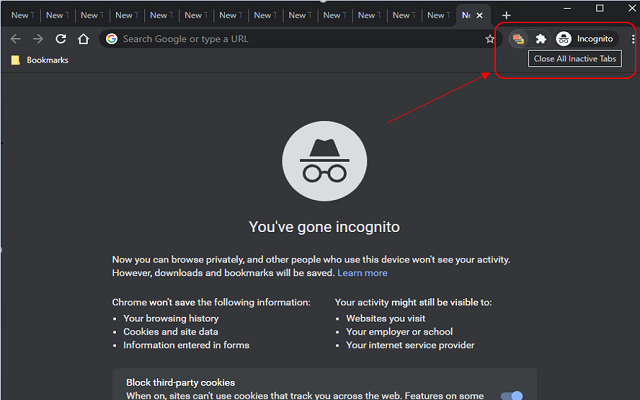 New T New T New T New T New T New T New T New T New T New T New T Ne
Search Google or type a URL
Incognito
Bookmarks
Close All Inactive Tabs
You've gone incognito
Now you can browse privately, and other people who use this device won't see your activity.
However, downloads and bookmarks will be saved. Learn more
Chrome won't save the following information:
• Your browsing history
• Cookies and site data
• Information entered in forms
Your activity might still be visible to:
• Websites you visit
• Your employer or school
• Your internet service provider
Block third-party cookies
When on, sites can't use cookies that track you across the web. Features on some